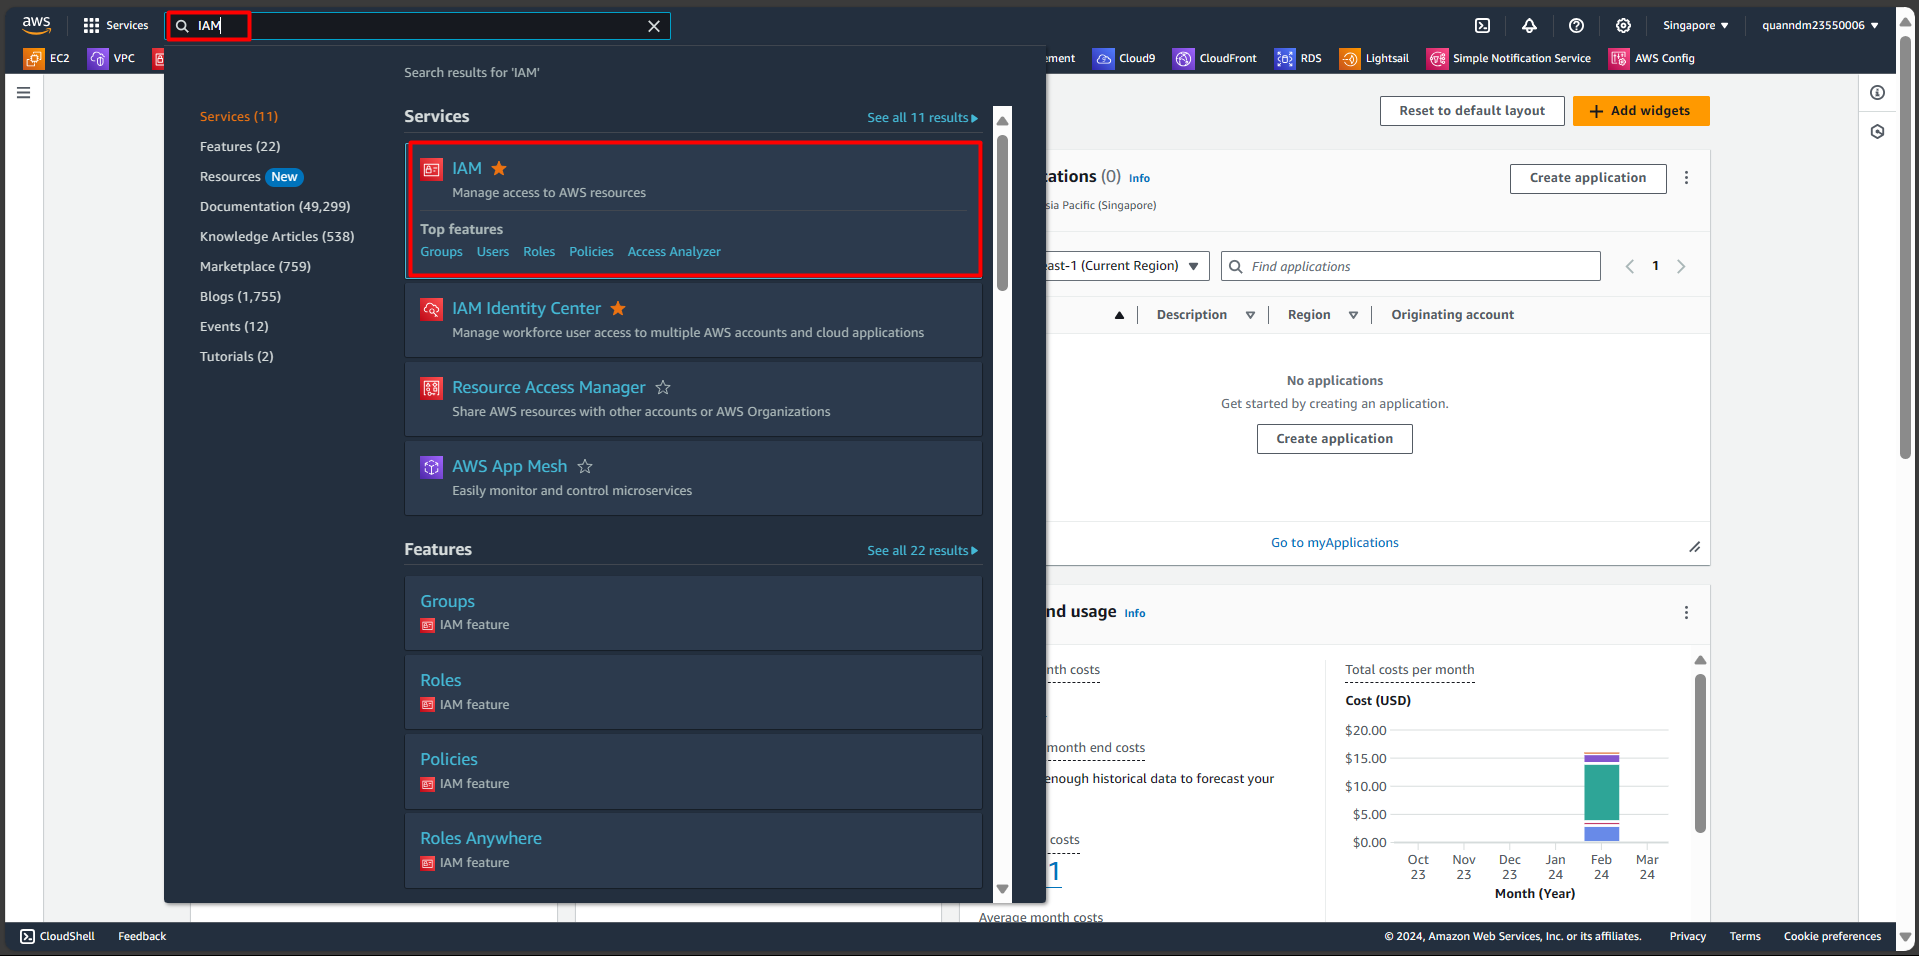 aws
Services
IAM
Singapore ▼
quanndm23550006 ▼
EC2
VPC
ement
Cloud9
CloudFront
RDS
Lightsail
Simple Notification Service
AWS Config
Search results for 'IAM'
Services (11)
Features (22)
Resources New
Documentation (49,299)
Knowledge Articles (538)
Marketplace (759)
Blogs (1,755)
Events (12)
Tutorials (2)
Services
See all 11 results
IAM
Manage access to AWS resources
Top features
Groups Users Roles Policies Access Analyzer
IAM Identity Center
Manage workforce user access to multiple AWS accounts and cloud applications
Resource Access Manager
Share AWS resources with other accounts or AWS Organizations
AWS App Mesh
Easily monitor and control microservices
Features
See all 22 results
Groups
IAM feature
Roles
IAM feature
Policies
IAM feature
Roles Anywhere
IAM feature
Reset to default layout
+ Add widgets
cations (0) Info
sia Pacific (Singapore)
Create application
east-1 (Current Region)
Find applications
1
Description
Region
Originating account
No applications
Get started by creating an application.
Create application
Go to myApplications
nd usage Info
nth costs
month end costs
enough historical data to forecast your
costs
1
Average month costs
Total costs per month
Cost (USD)
$20.00
$15.00
$10.00
$5.00
$0.00
Oct 23
Nov 23
Dec 23
Jan 24
Feb 24
Mar 24
Month (Year)
CloudShell
Feedback
© 2024, Amazon Web Services, Inc. or its affiliates.
Privacy
Terms
Cookie preferences